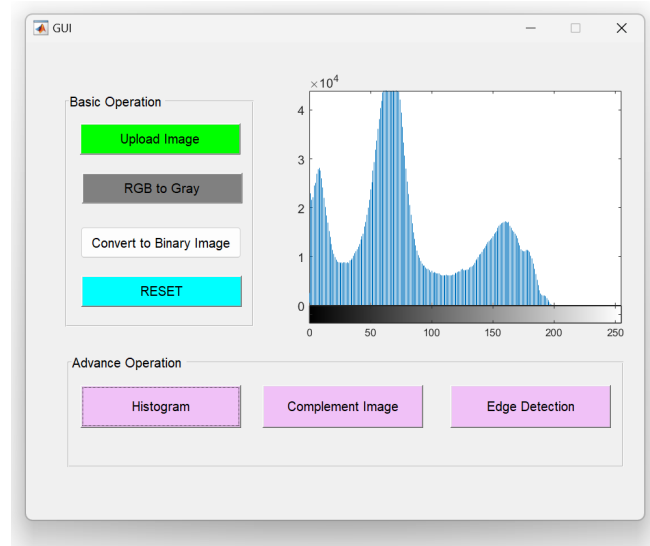 GUI
Basic Operation
Upload Image
RGB to Gray
Convert to Binary Image
RESET
×10⁴
4
3
2
1
0
0 50 100 150 200 250
Advance Operation
Histogram Complement Image Edge Detection